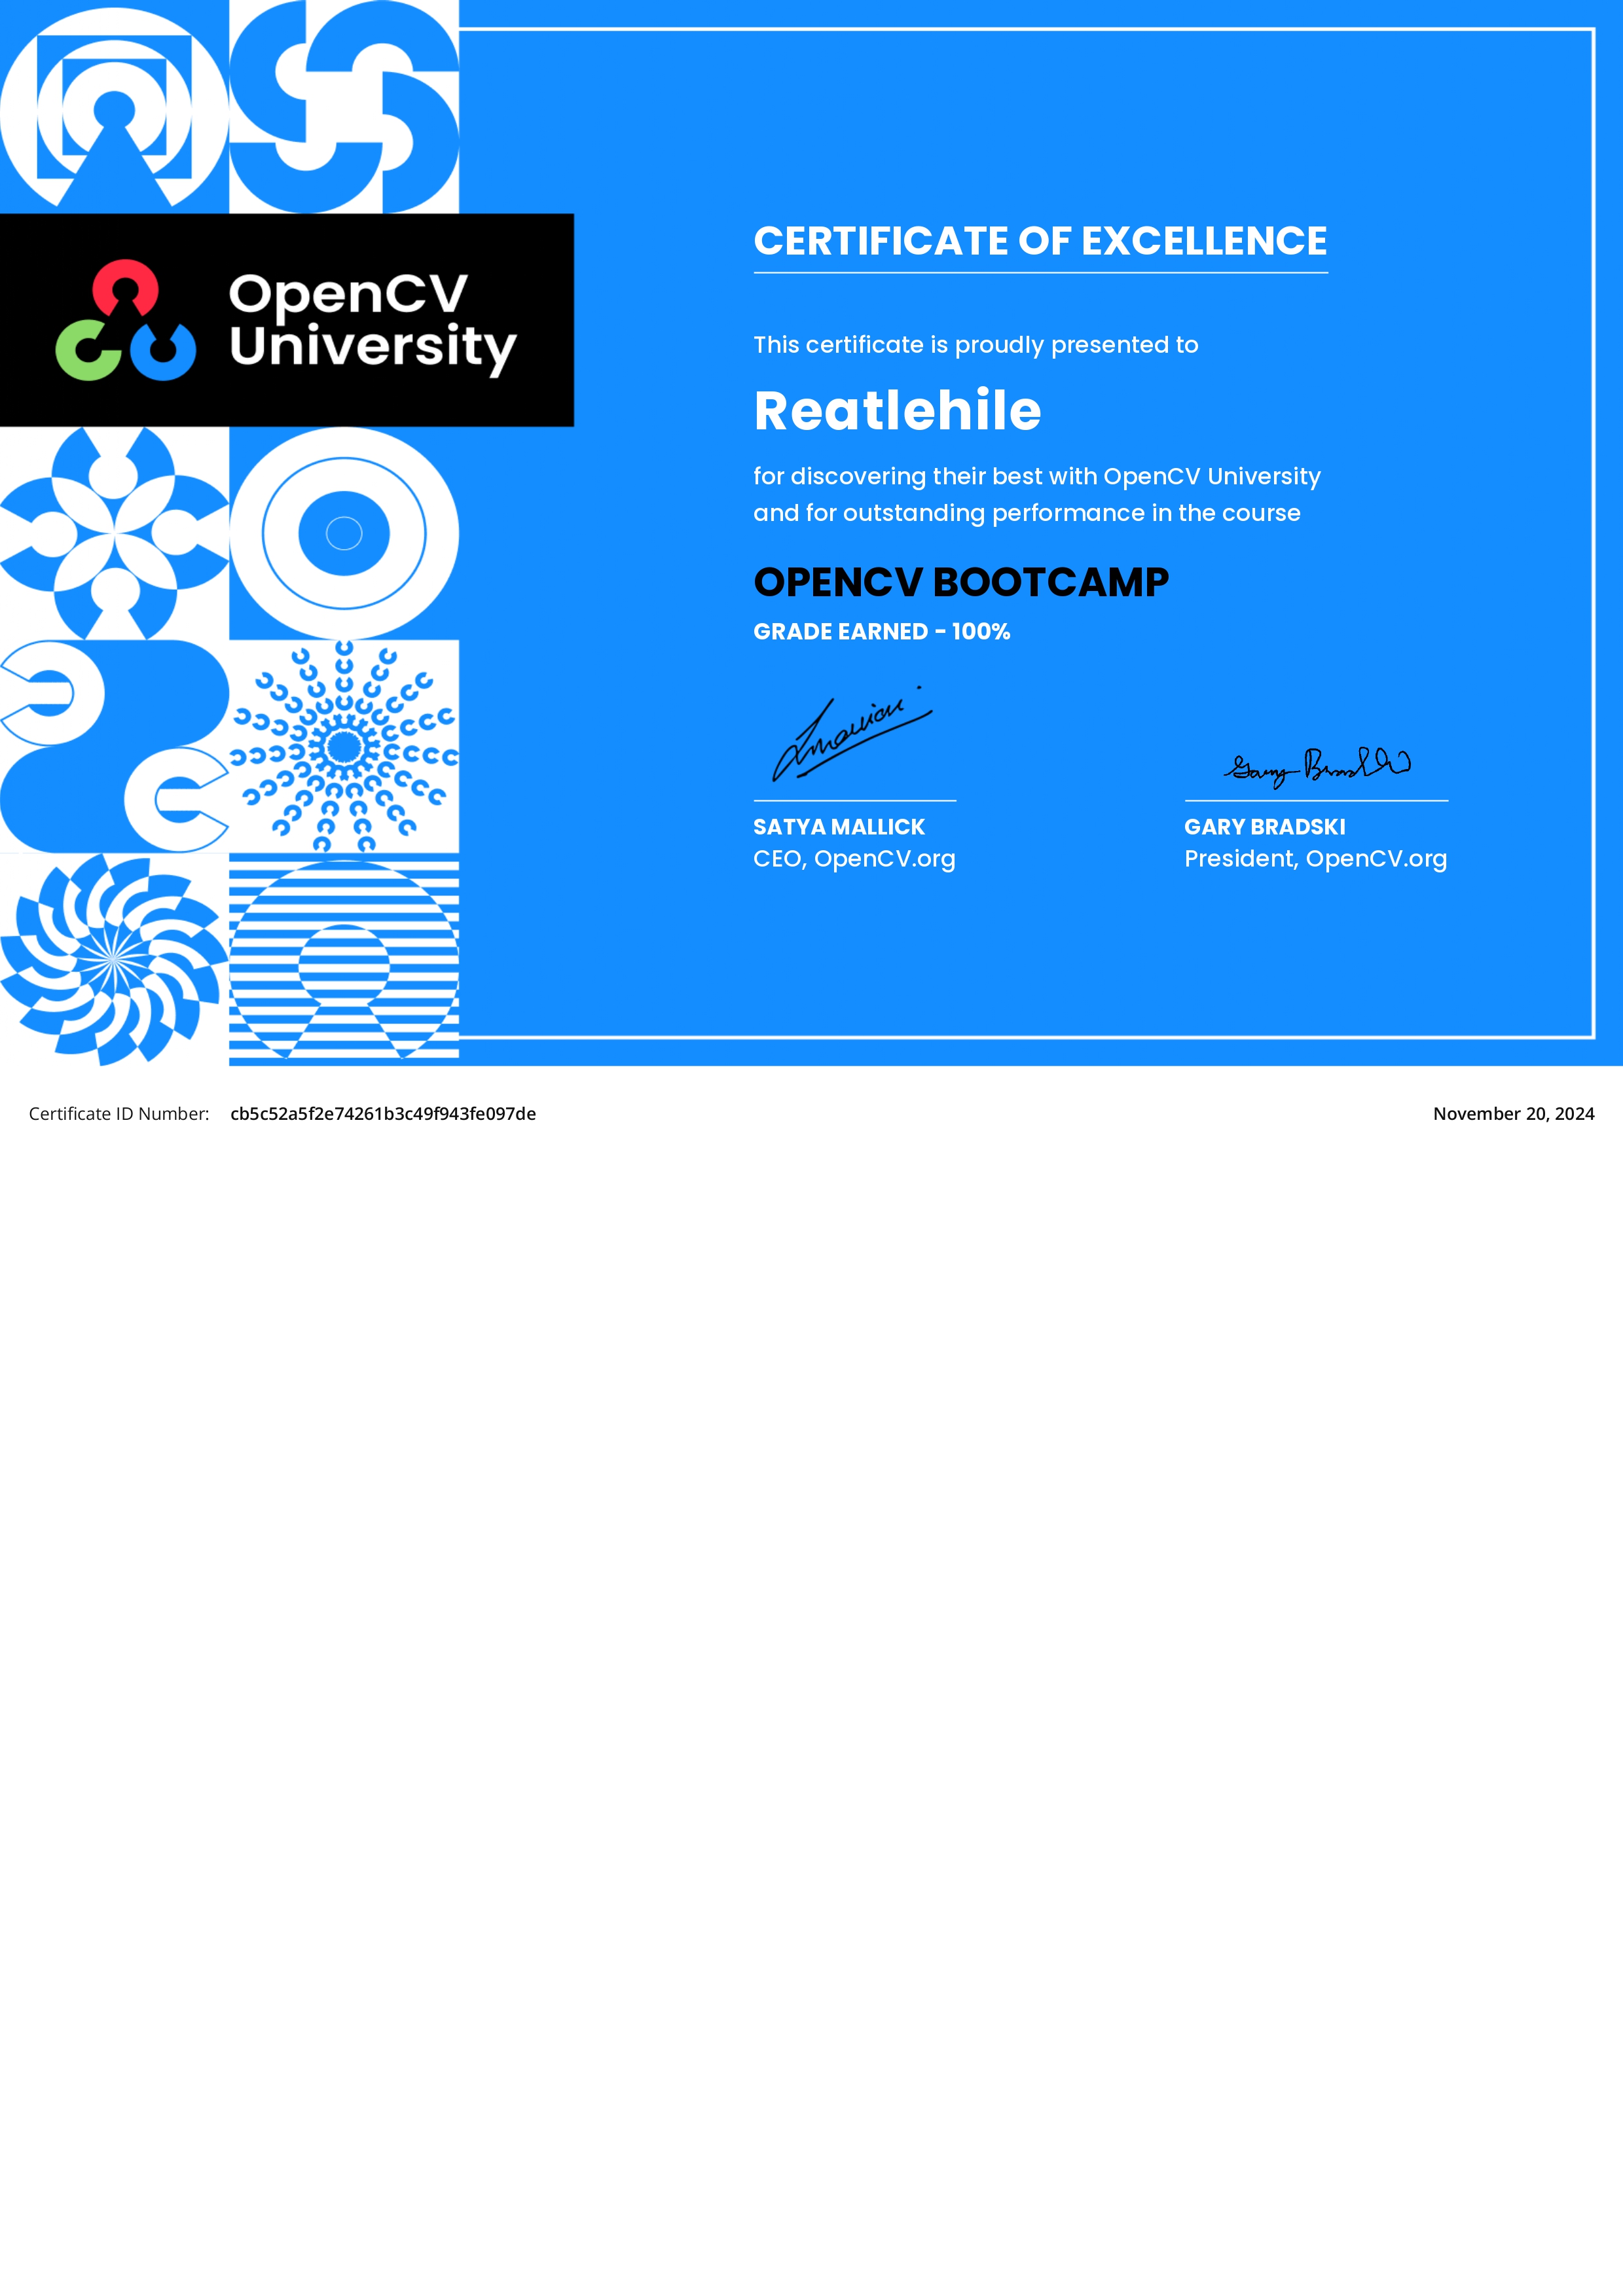 OpenCV
University
CERTIFICATE OF EXCELLENCE
This certificate is proudly presented to
Reatlehile
for discovering their best with OpenCV University
and for outstanding performance in the course
OPENCV BOOTCAMP
GRADE EARNED - 100%
SATYA MALLICK
CEO, OpenCV.org
GARY BRADSKI
President, OpenCV.org
Certificate ID Number: cb5c52a5f2e74261b3c49f943fe097de
November 20, 2024